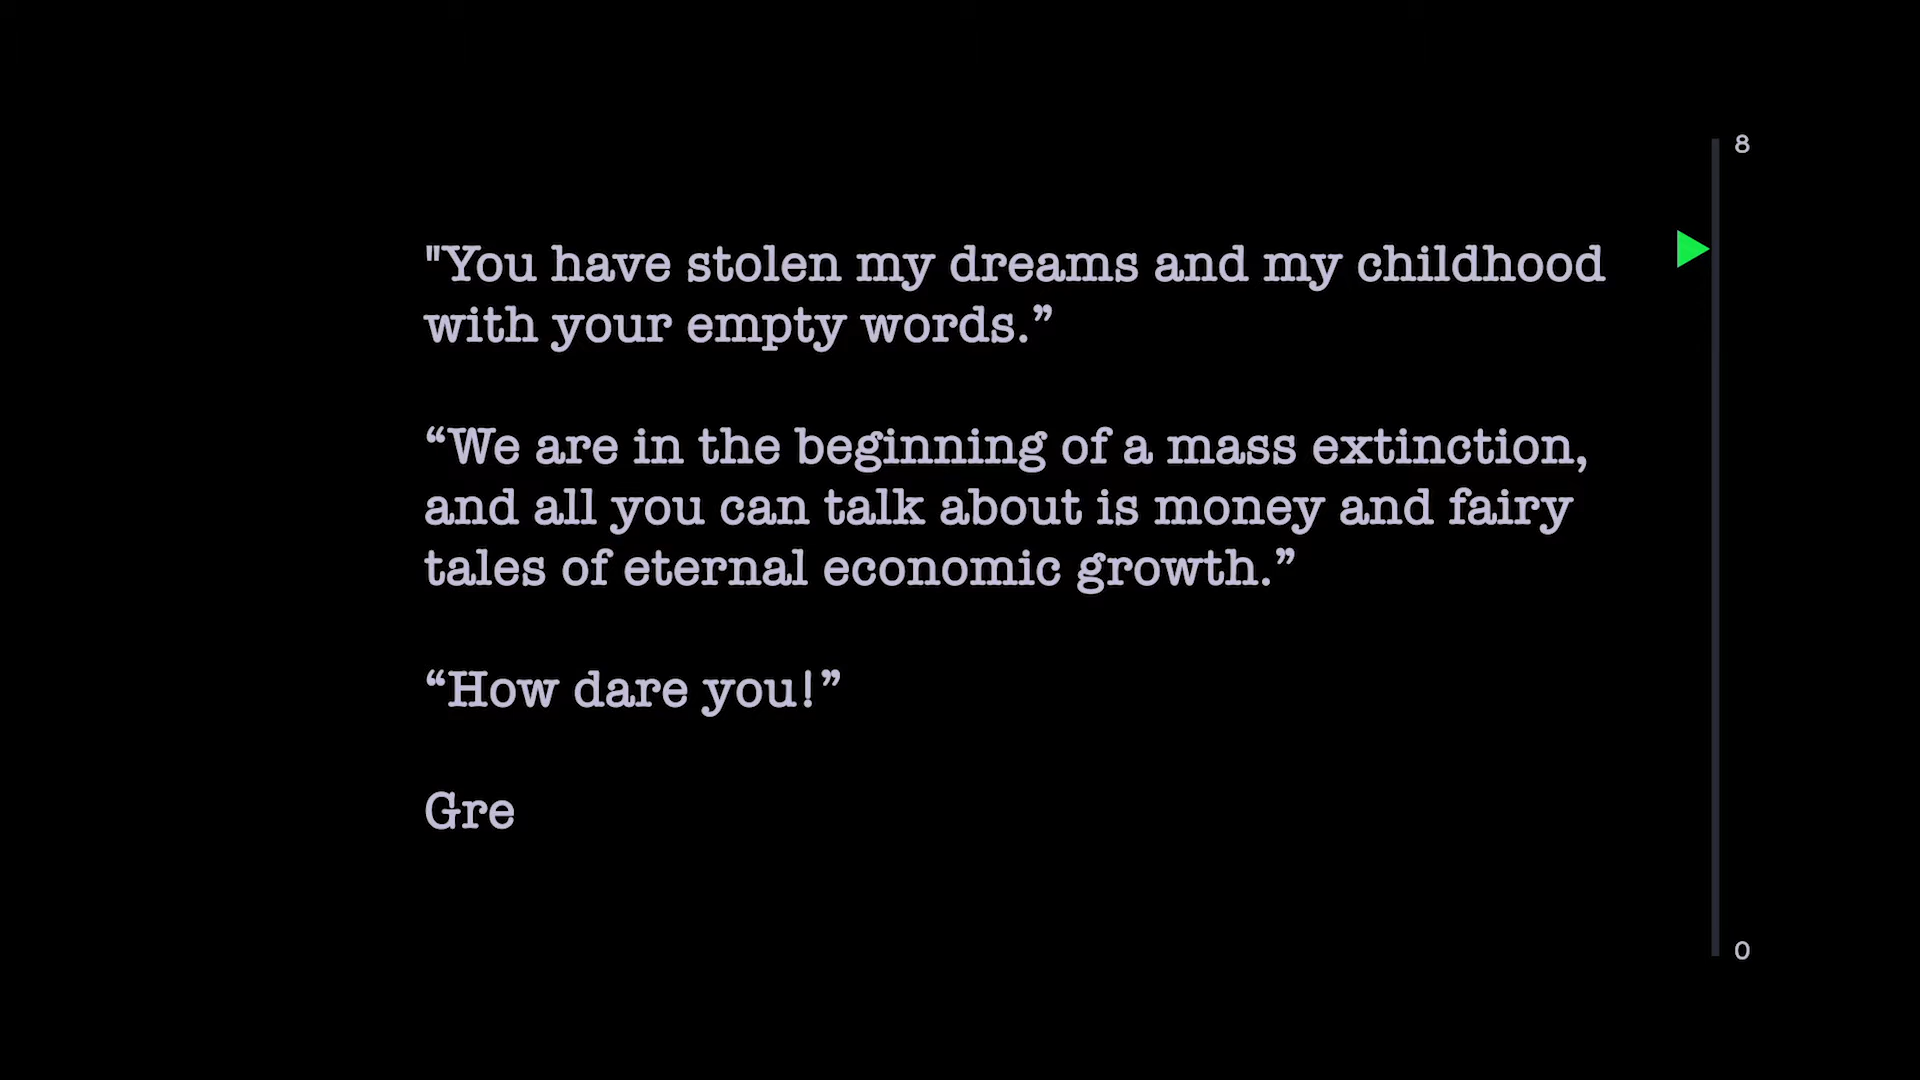 8
"You have stolen my dreams and my childhood
with your empty words.”
“We are in the beginning of a mass extinction,
and all you can talk about is money and fairy
tales of eternal economic growth.”
“How dare you!”
Gre
0